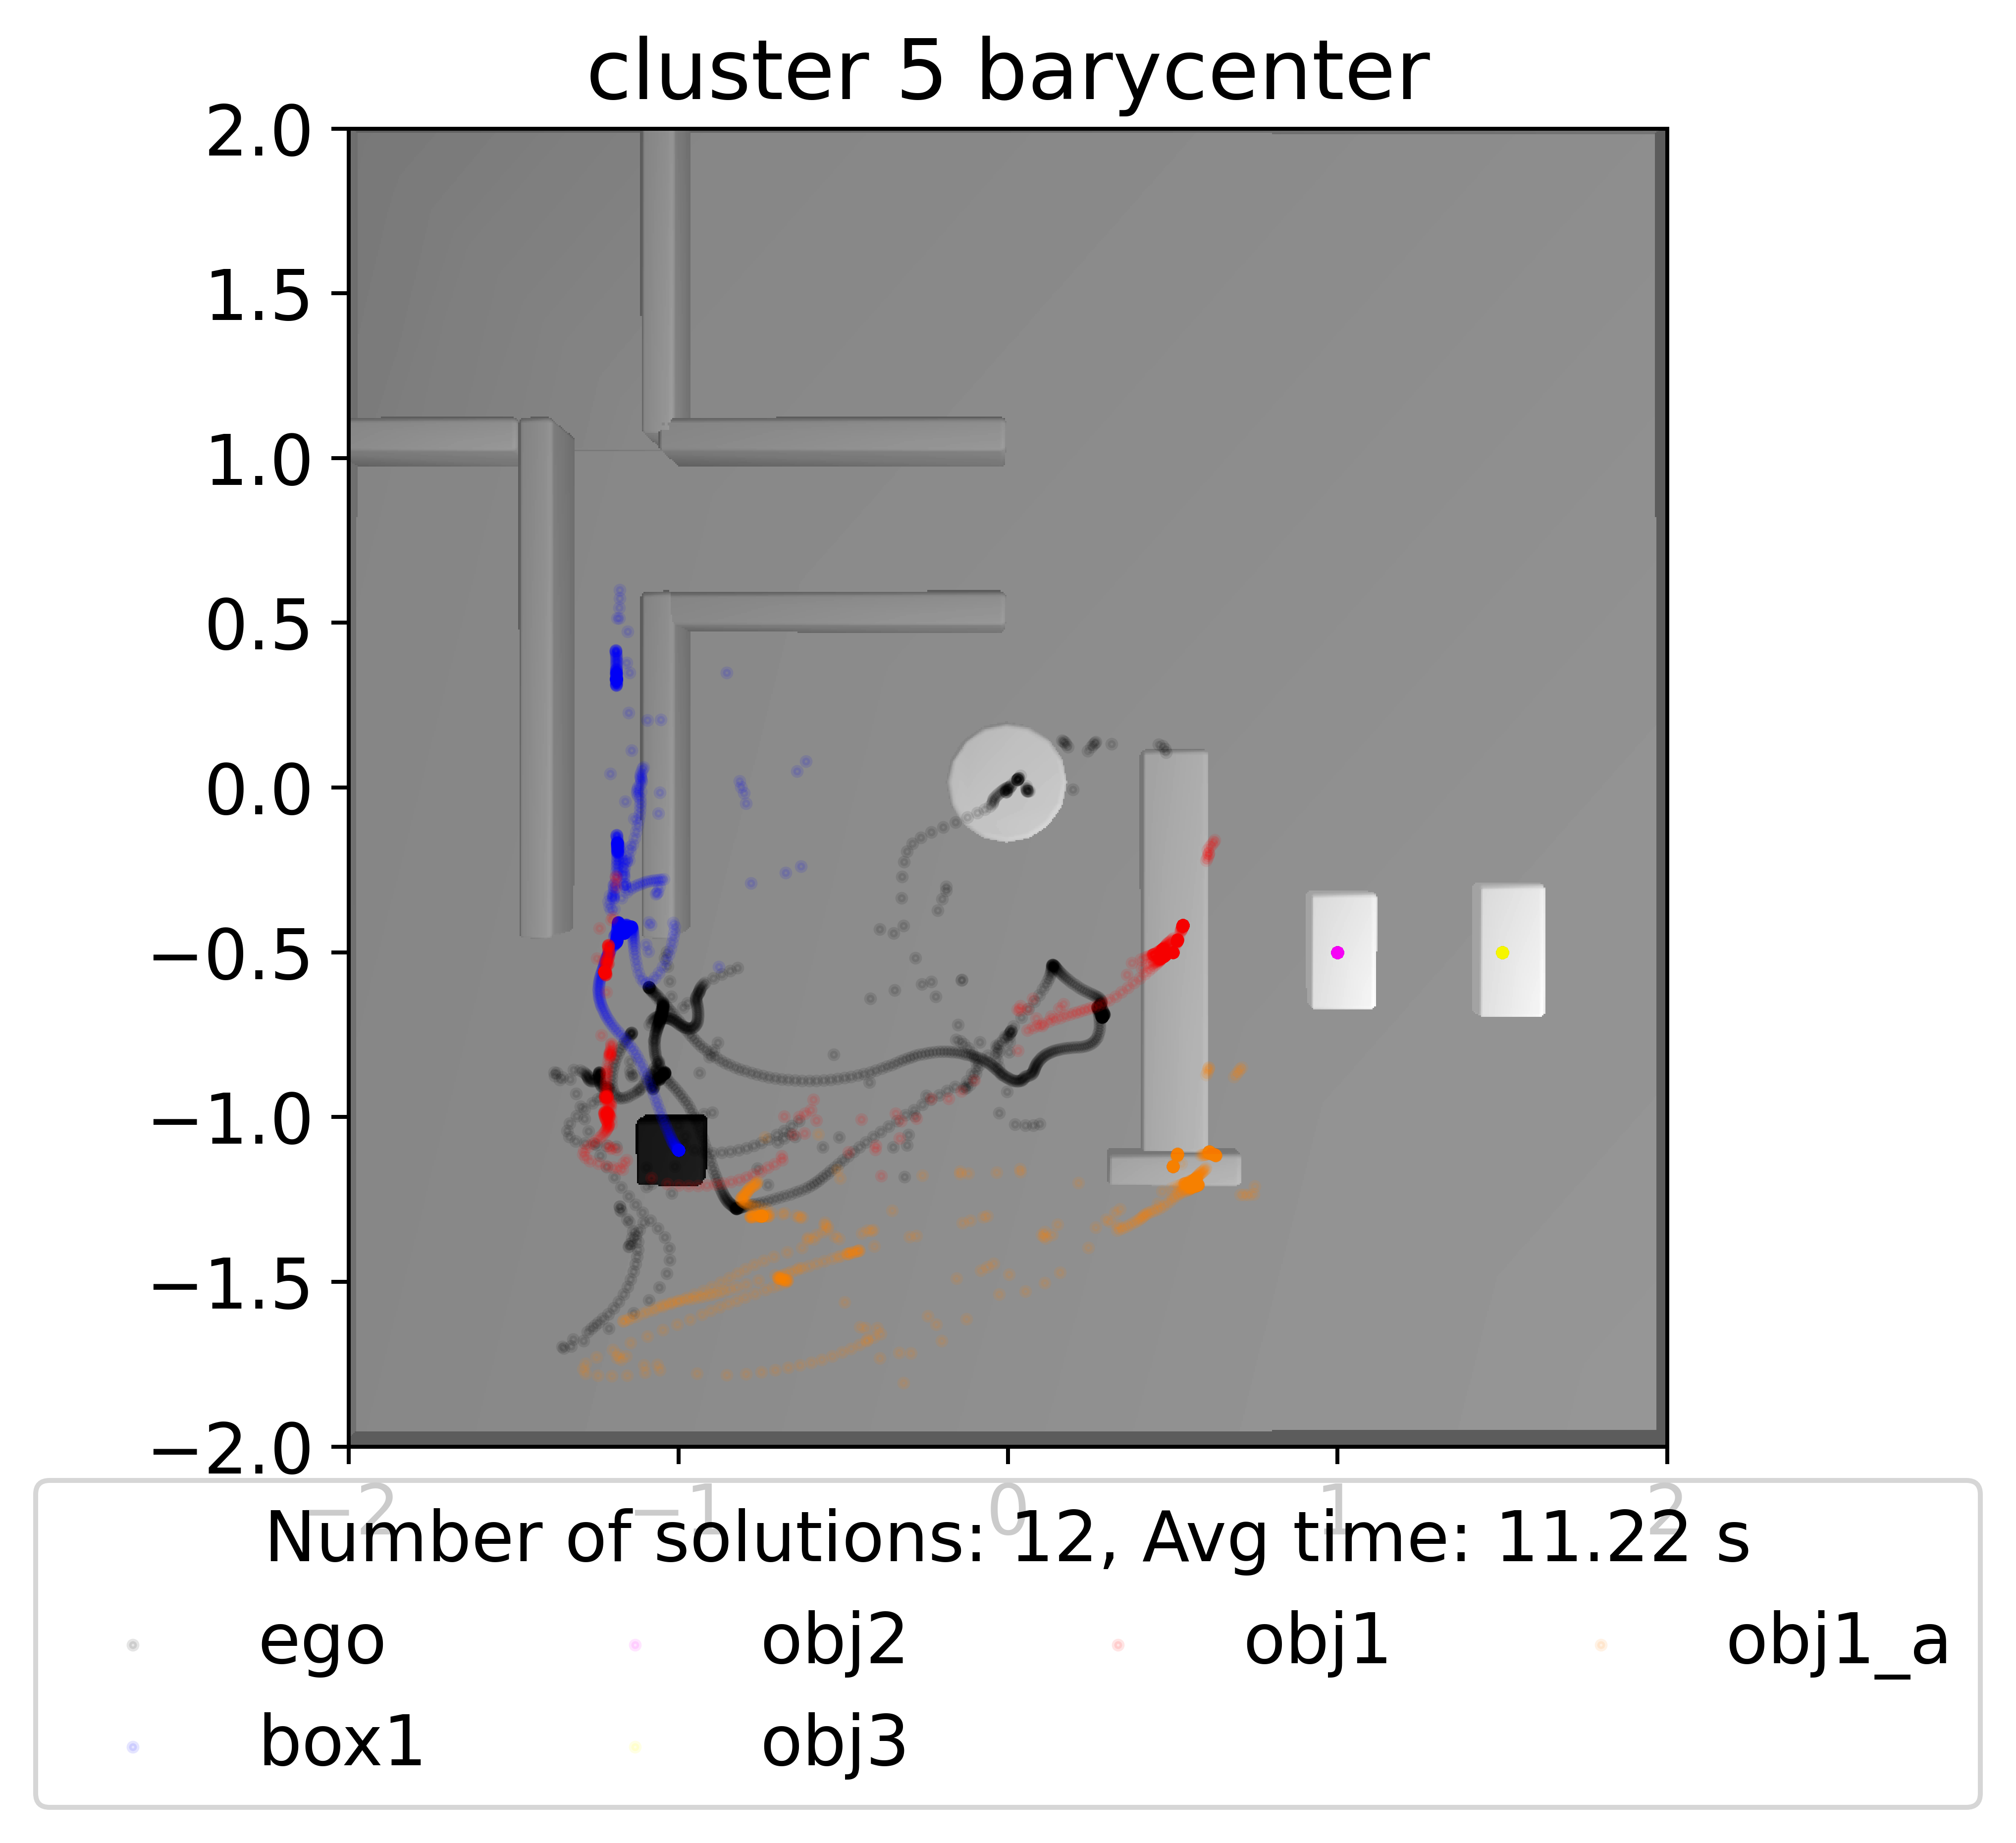 cluster 5 barycenter
2.0
1.5
1.0
0.5
0.0
−0.5
−1.0
−1.5
−2.0
−2 −1 0 1 2
Number of solutions: 12, Avg time: 11.22 s
ego obj2 obj1 obj1_a
box1 obj3